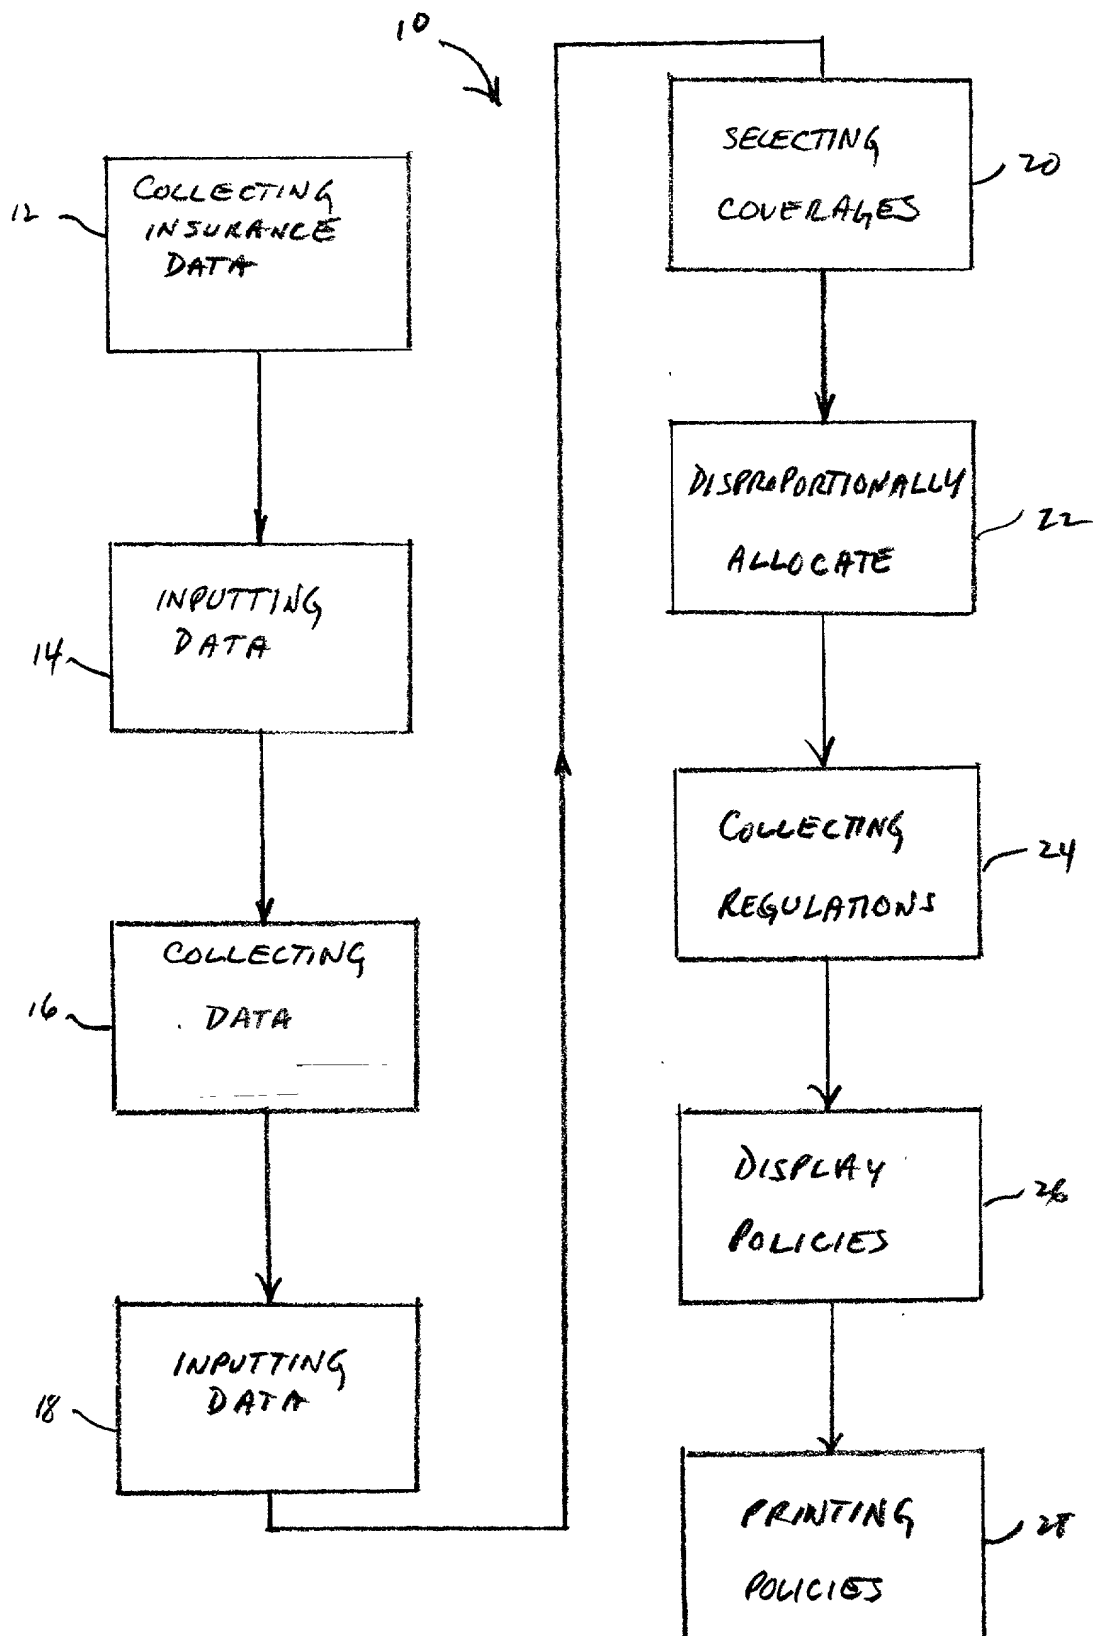 10
12
COLLECTING
INSURANCE
DATA
14
INPUTTING
DATA
16
COLLECTING
DATA
18
INPUTTING
DATA
SELECTING
COVERAGES
20
DISPROPORTIONALLY
ALLOCATE
22
COLLECTING
REGULATIONS
24
DISPLAY
POLICIES
26
PRINTING
POLICIES
28